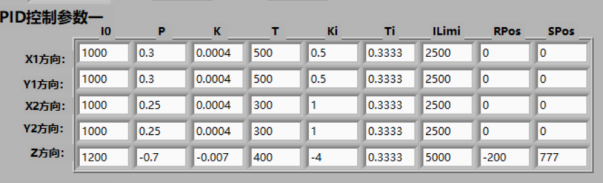 PID控制参数一
I0 P K T Ki Ti ILimi RPos SPos
X1方向: 1000 0.3 0.0004 500 0.5 0.3333 2500 0 0
Y1方向: 1000 0.3 0.0004 500 0.5 0.3333 2500 0 0
X2方向: 1000 0.25 0.0004 300 1 0.3333 2500 0 0
Y2方向: 1000 0.25 0.0004 300 1 0.3333 2500 0 0
Z方向: 1200 -0.7 -0.007 400 -4 0.3333 5000 -200 777